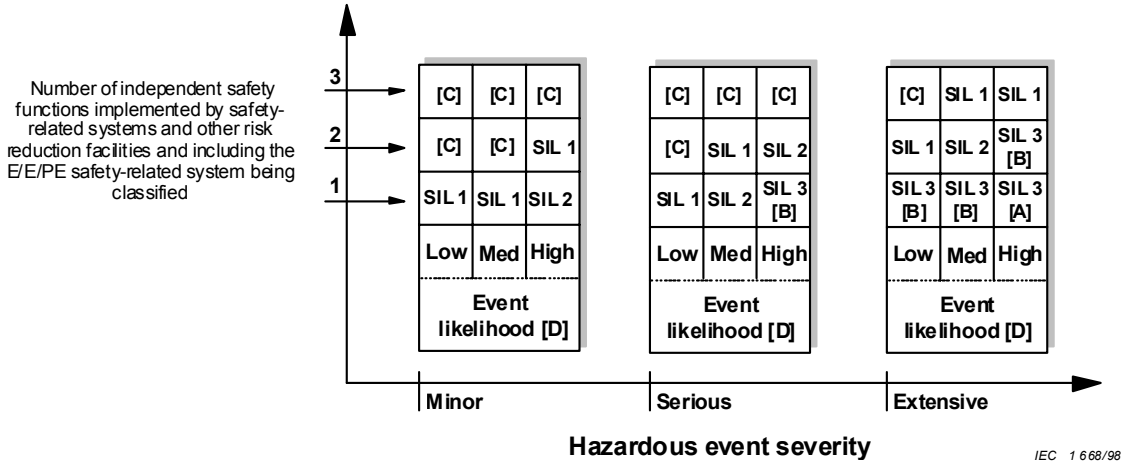 Number of independent safety
functions implemented by safety-
related systems and other risk
reduction facilities and including the
E/E/PE safety-related system being
classified
3
2
1
[C] [C] [C]
[C] [C] SIL 1
SIL 1 SIL 1 SIL 2
Low Med High
Event
likelihood [D]
[C] [C] [C]
[C] SIL 1 SIL 2
SIL 1 SIL 2 SIL 3
[B]
Low Med High
Event
likelihood [D]
[C] SIL 1 SIL 1
SIL 1 SIL 2 SIL 3
[B]
SIL 3 SIL 3 SIL 3
[B] [B] [A]
Low Med High
Event
likelihood [D]
Minor Serious Extensive
Hazardous event severity
IEC 1 668/98